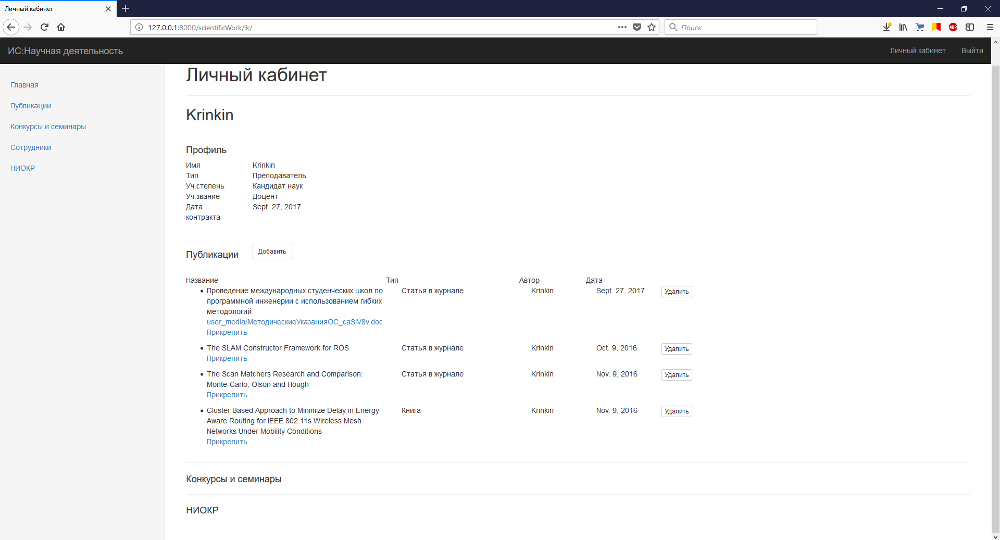 Личный кабинет
127.0.0.1:8000/scientificWork/lk/
Поиск
ABP
ИС:Научная деятельность
Личный кабинет
Выйти
Главная
Публикации
Конкурсы и семинары
Сотрудники
НИОКР
Личный кабинет
Krinkin
Профиль
Имя Krinkin
Тип Преподаватель
Уч.степень Кандидат наук
Уч.звание Доцент
Дата Sept. 27, 2017
контракта
Публикации Добавить
Название Тип Автор Дата
Проведение международных студенческих школ по Статья в журнале Krinkin Sept. 27, 2017 Удалить
программной инженерии с использованием гибких
методологий
user_media/МетодическиеУказанияОС_caSlV8v.doc
Прикрепить
The SLAM Constructor Framework for ROS Статья в журнале Krinkin Oct. 9, 2016 Удалить
Прикрепить
The Scan Matchers Research and Comparison: Статья в журнале Krinkin Nov. 9, 2016 Удалить
Monte-Carlo, Olson and Hough
Прикрепить
Cluster Based Approach to Minimize Delay in Energy Книга Krinkin Nov. 9, 2016 Удалить
Aware Routing for IEEE 802.11s Wireless Mesh
Networks Under Mobility Conditions
Прикрепить
Конкурсы и семинары
НИОКР